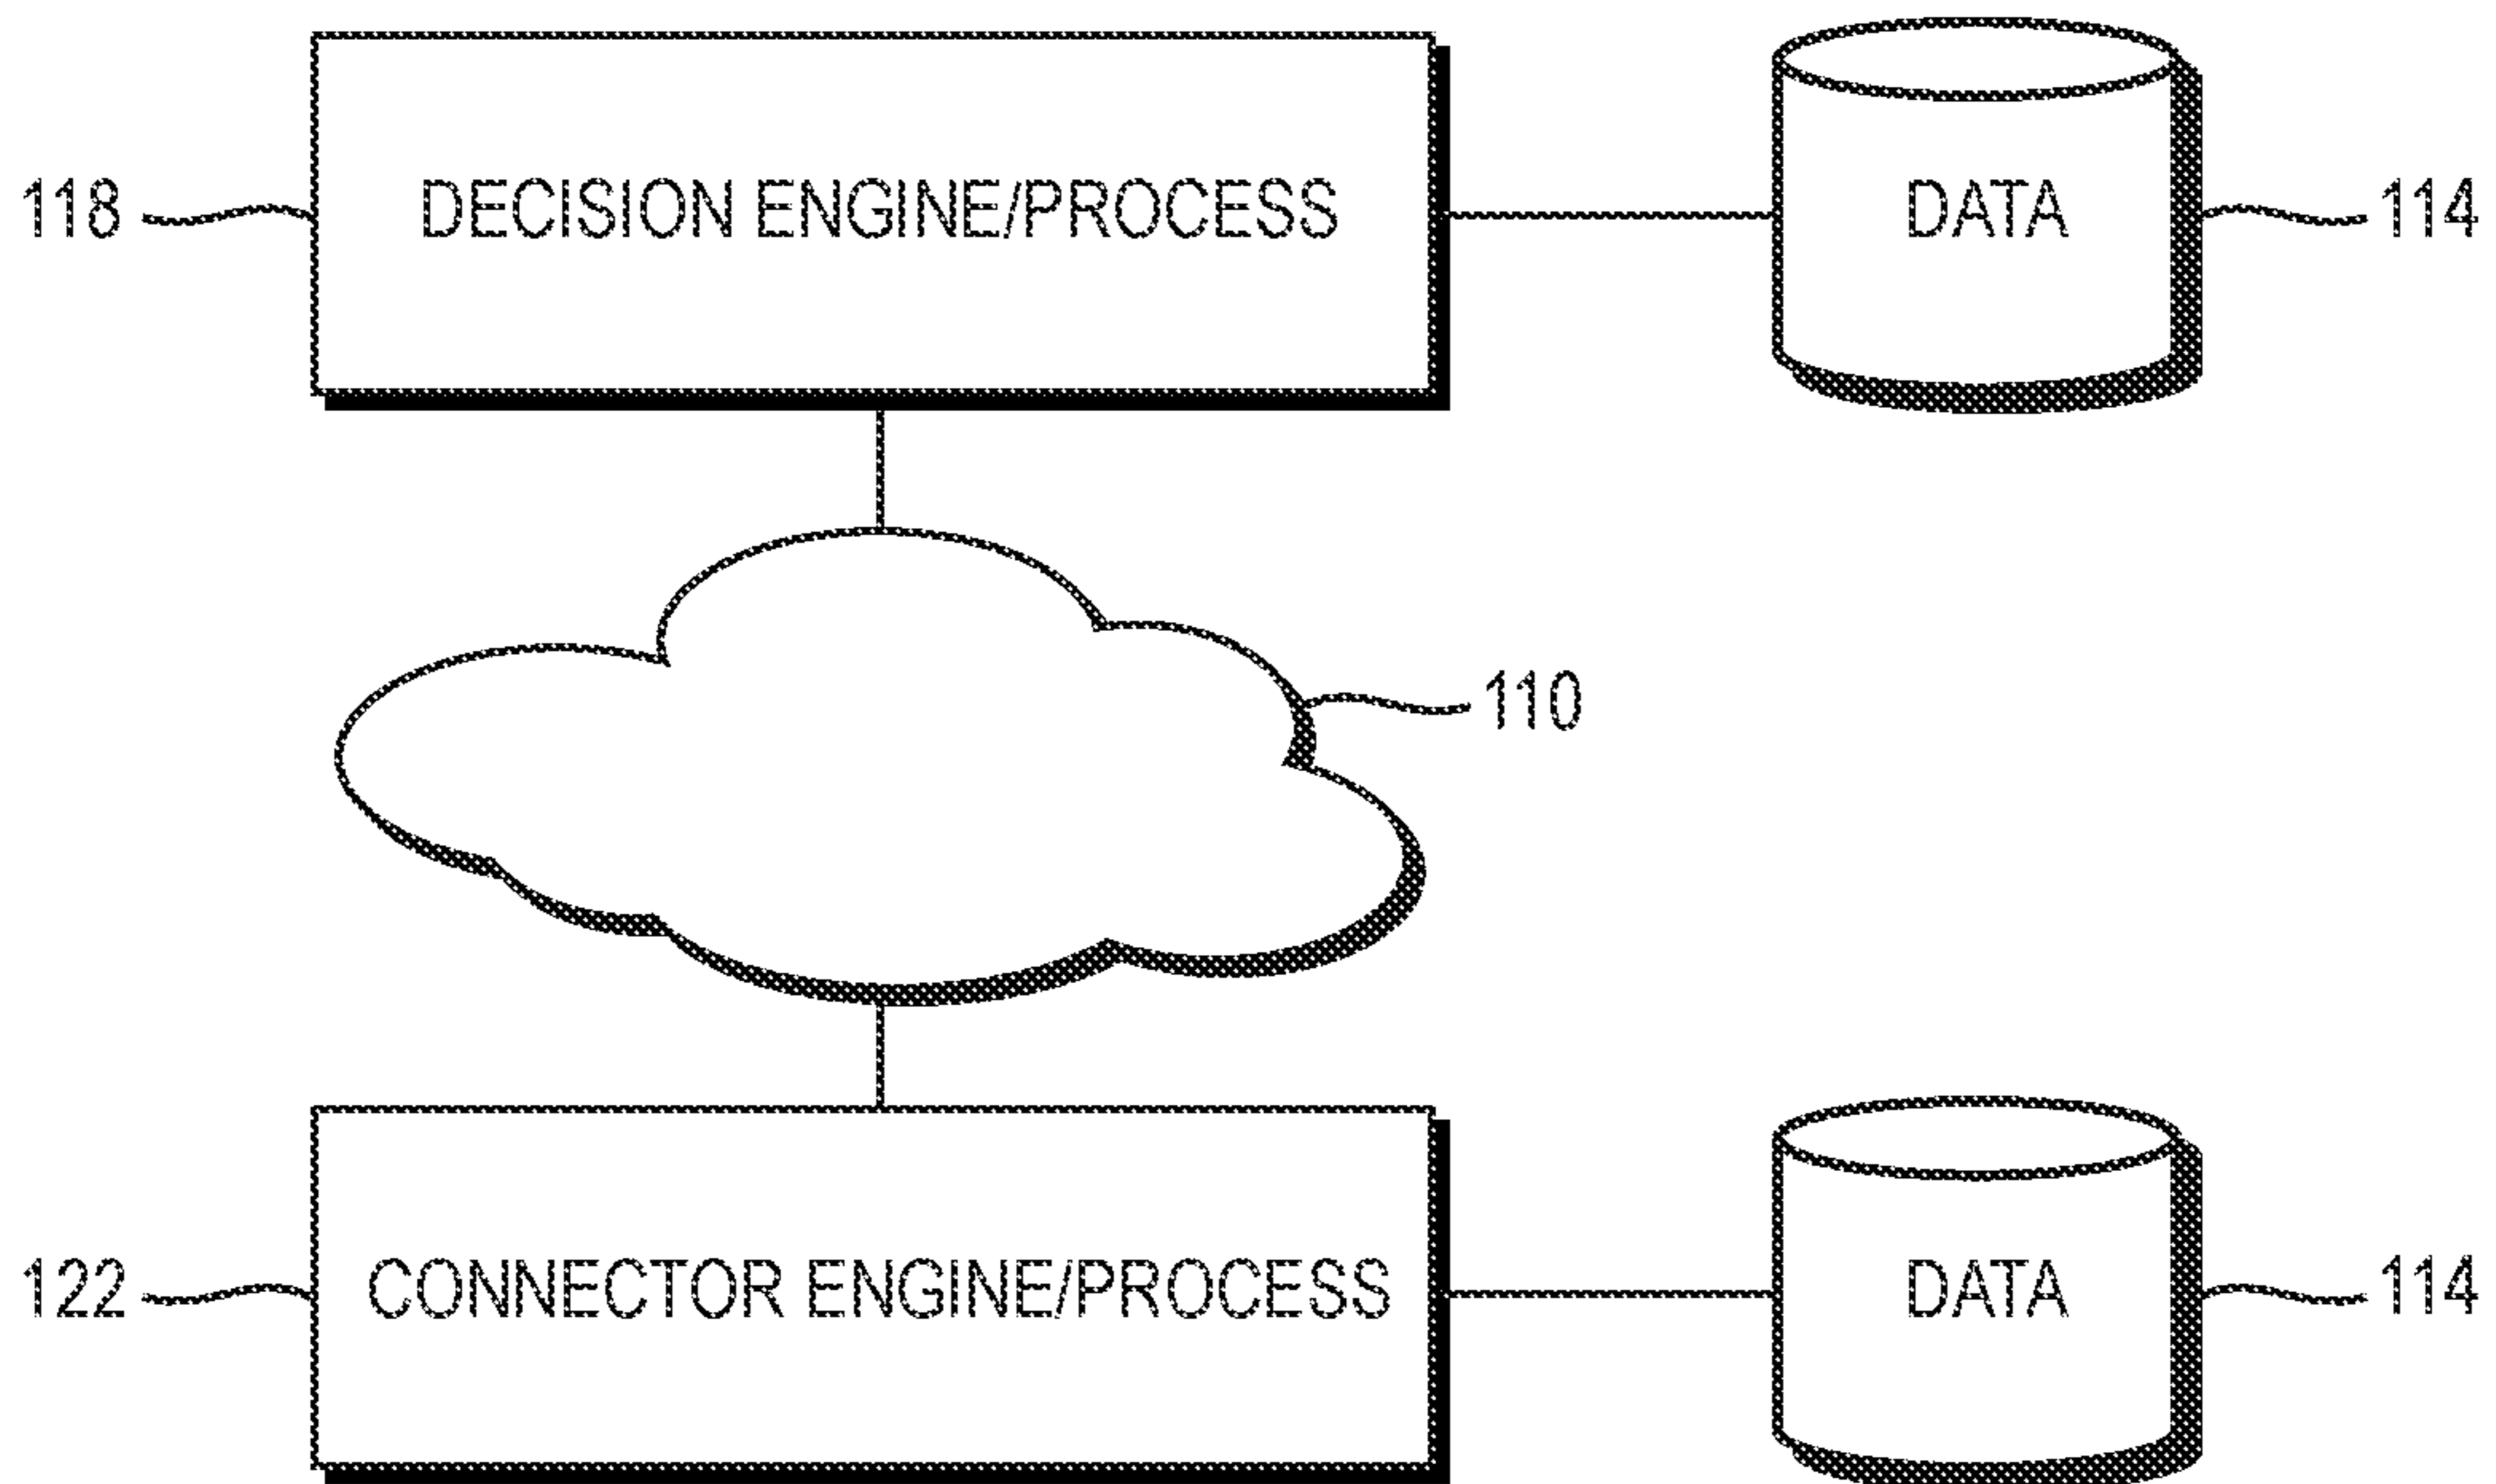 118
DECISION ENGINE/PROCESS
DATA
114
110
122
CONNECTOR ENGINE/PROCESS
DATA
114